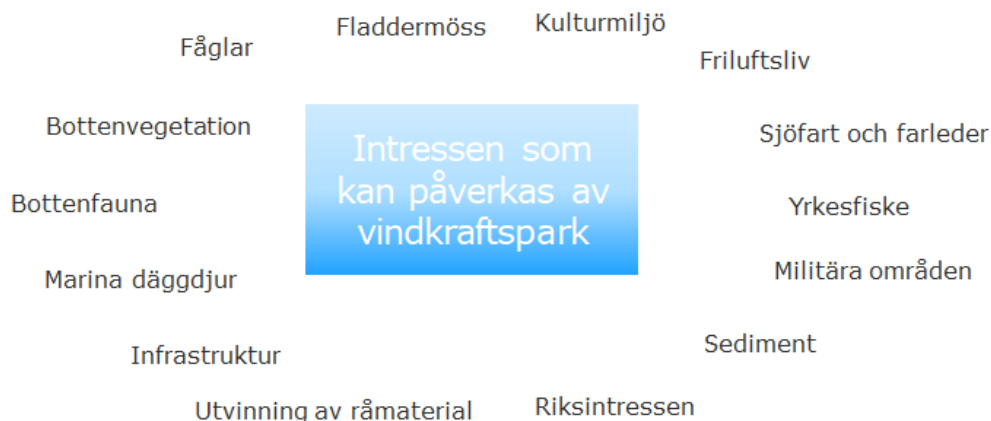 Fladdermöss
Kulturmiljö
Fåglar
Friluftsliv
Bottenvegetation
Sjöfart och farleder
Intressen som
kan påverkas av
vindkraftspark
Bottenfauna
Yrkesfiske
Marina däggdjur
Militära områden
Infrastruktur
Sediment
Utvinning av råmaterial
Riksintressen